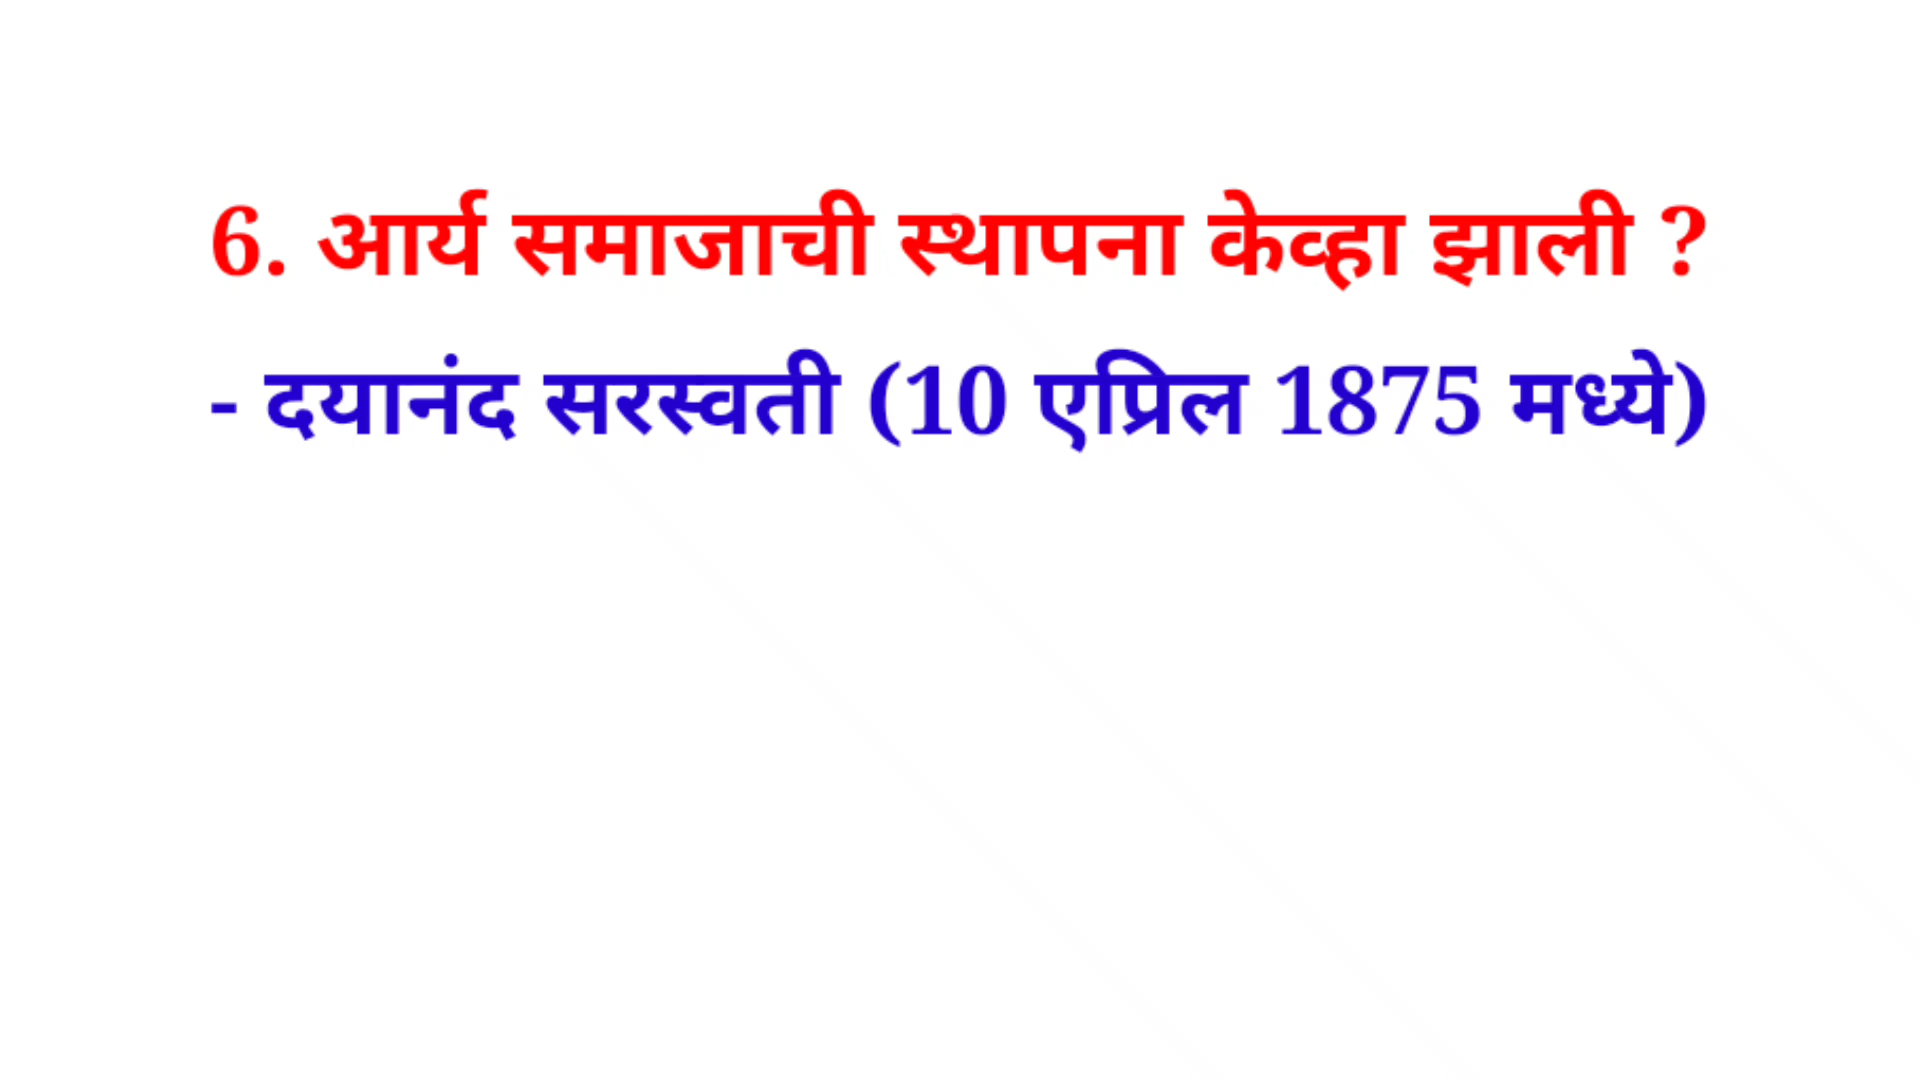 6. आर्य समाजाची स्थापना केव्हा झाली ?
- दयानंद सरस्वती (10 एप्रिल 1875 मध्ये)